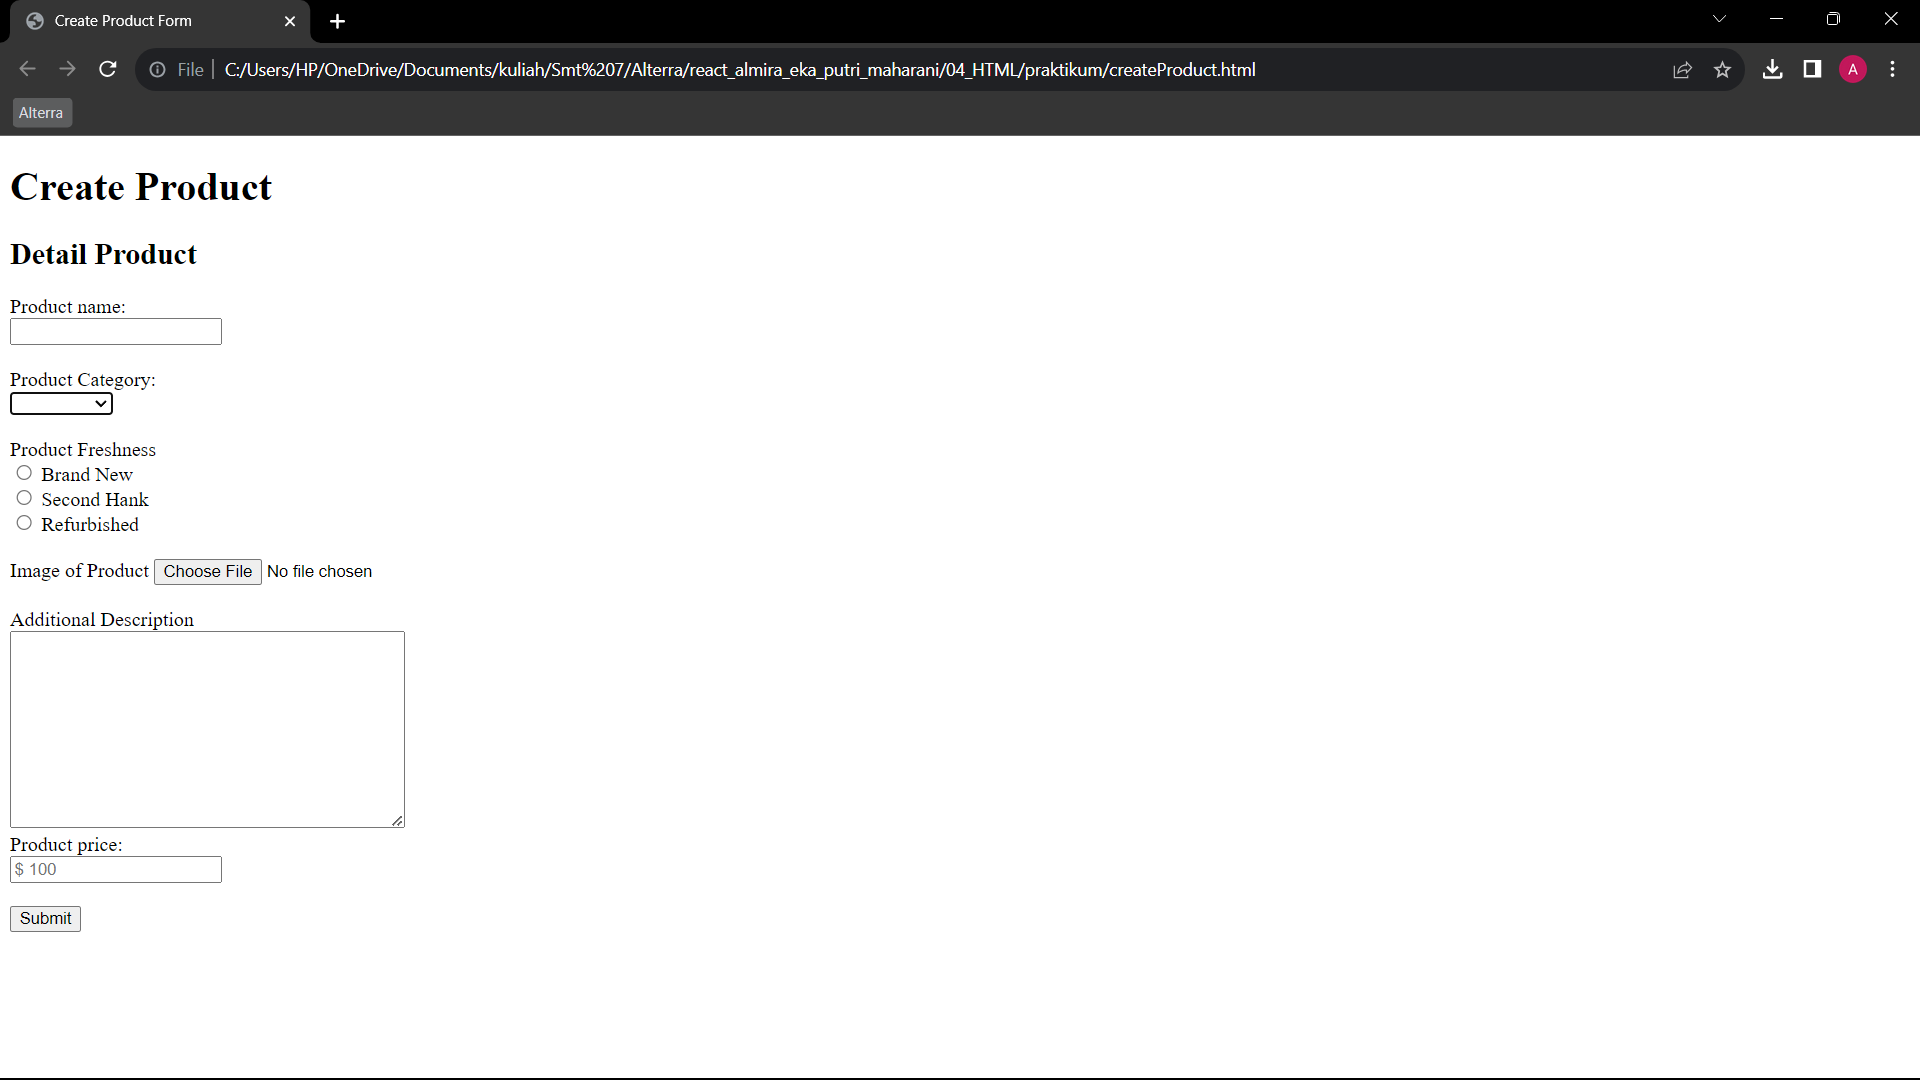 Create Product Form
File
C:/Users/HP/OneDrive/Documents/kuliah/Smt%207/Alterra/react_almira_eka_putri_maharani/04_HTML/praktikum/createProduct.html
A
Alterra
Create Product
Detail Product
Product name:
Product Category:
Product Freshness
Brand New
Second Hank
Refurbished
Image of Product Choose File No file chosen
Additional Description
Product price:
$ 100
Submit